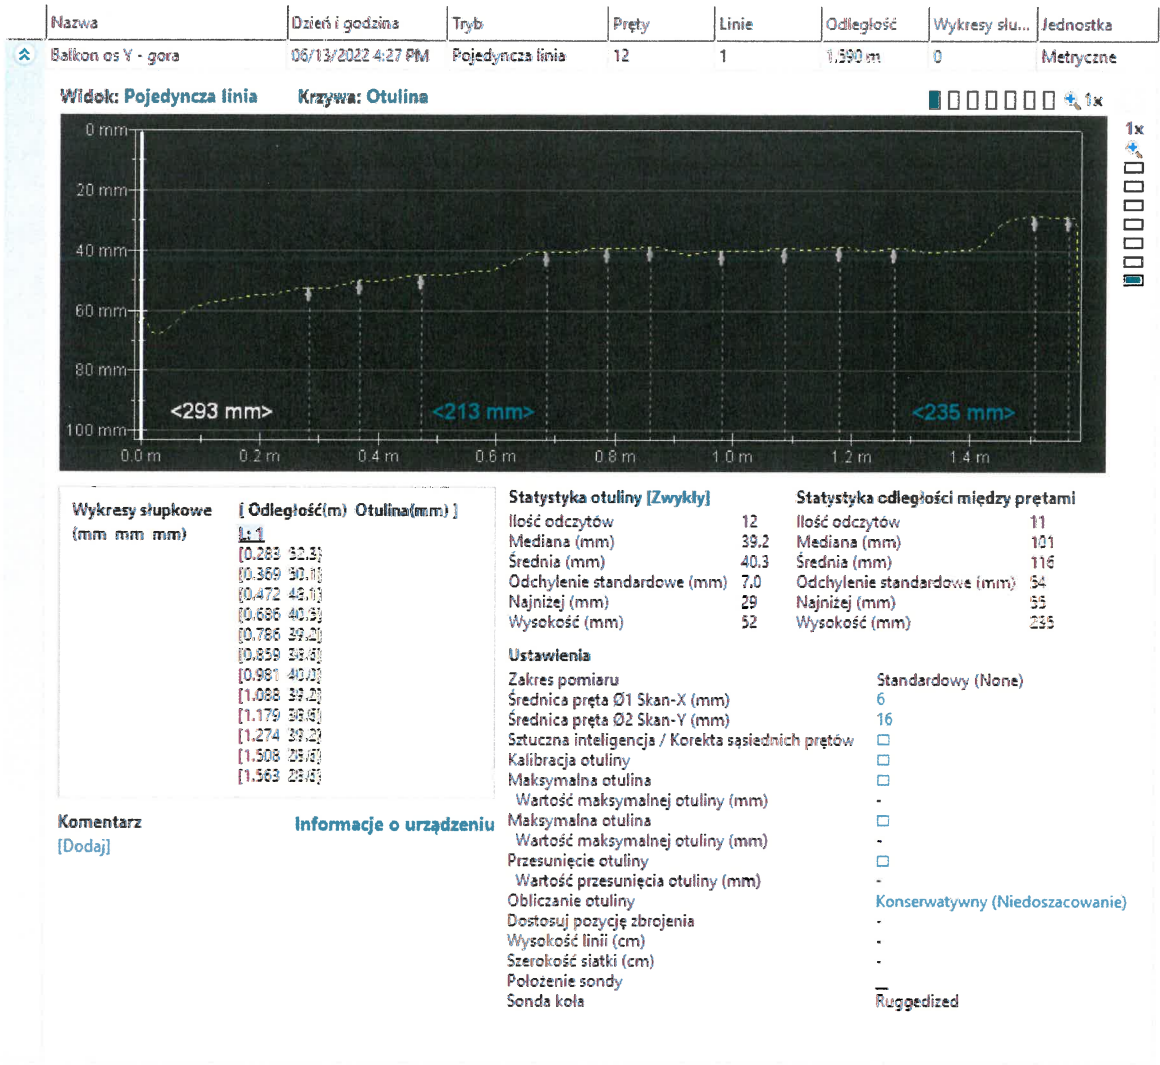 Nazwa Dzień i godzina Tryb Pręty Linie Odległość Wykresy słu... Jednostka
Balkon os Y - gora 06/13/2022 4:27 PM Pojedyncza linia 12 1 1.590 m 0 Metryczne
Widok: Pojedyncza linia Krzywa: Otulina 1x
1x
0 mm
20 mm
40 mm
60 mm
80 mm
100 mm
<293 mm> <213 mm> <235 mm>
0.0 m 0.2 m 0.4 m 0.6 m 0.8 m 1.0 m 1.2 m 1.4 m
Wykresy słupkowe
(mm mm mm)
[ Odległość(m) Otulina(mm) ]
L: 1
[0.283 52.3]
[0.369 50.1]
[0.472 48.1]
[0.686 40.3]
[0.786 39.2]
[0.859 38.6]
[0.981 40.0]
[1.088 39.2]
[1.179 38.6]
[1.274 39.2]
[1.508 28.6]
[1.563 28.6]
Komentarz
[Dodaj]
Informacje o urządzeniu
Statystyka otuliny [Zwykły]
Ilość odczytów 12
Mediana (mm) 39.2
Średnia (mm) 40.3
Odchylenie standardowe (mm) 7.0
Najniżej (mm) 29
Wysokość (mm) 52
Statystyka odległości między prętami
Ilość odczytów 11
Mediana (mm) 101
Średnia (mm) 116
Odchylenie standardowe (mm) 54
Najniżej (mm) 55
Wysokość (mm) 235
Ustawienia
Zakres pomiaru Standardowy (None)
Średnica pręta Ø1 Skan-X (mm) 6
Średnica pręta Ø2 Skan-Y (mm) 16
Sztuczna inteligencja / Korekta sąsiednich prętów
Kalibracja otuliny
Maksymalna otulina
Wartość maksymalnej otuliny (mm) -
Maksymalna otulina
Wartość maksymalnej otuliny (mm) -
Przesunięcie otuliny
Wartość przesunięcia otuliny (mm) -
Obliczanie otuliny Konserwatywny (Niedoszacowanie)
Dostosuj pozycję zbrojenia -
Wysokość linii (cm) -
Szerokość siatki (cm) -
Położenie sondy _
Sonda koła Ruggedized